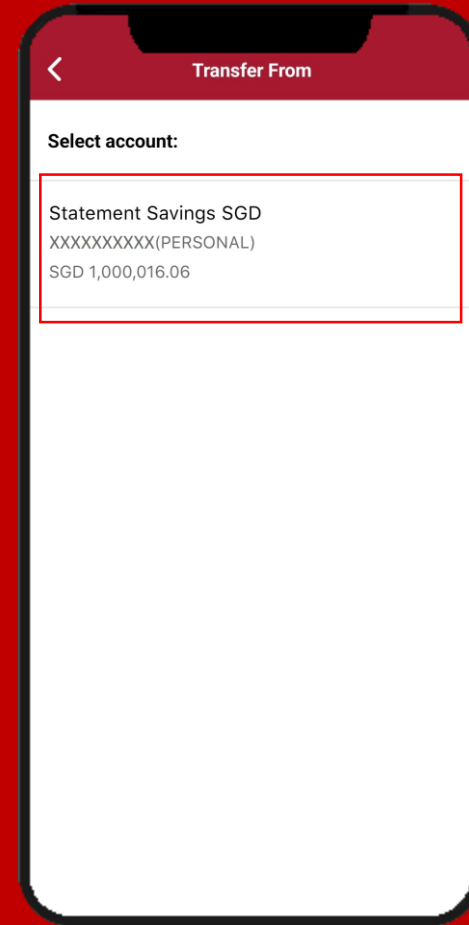 Transfer From
Select account:
Statement Savings SGD
XXXXXXXXXX(PERSONAL)
SGD 1,000,016.06